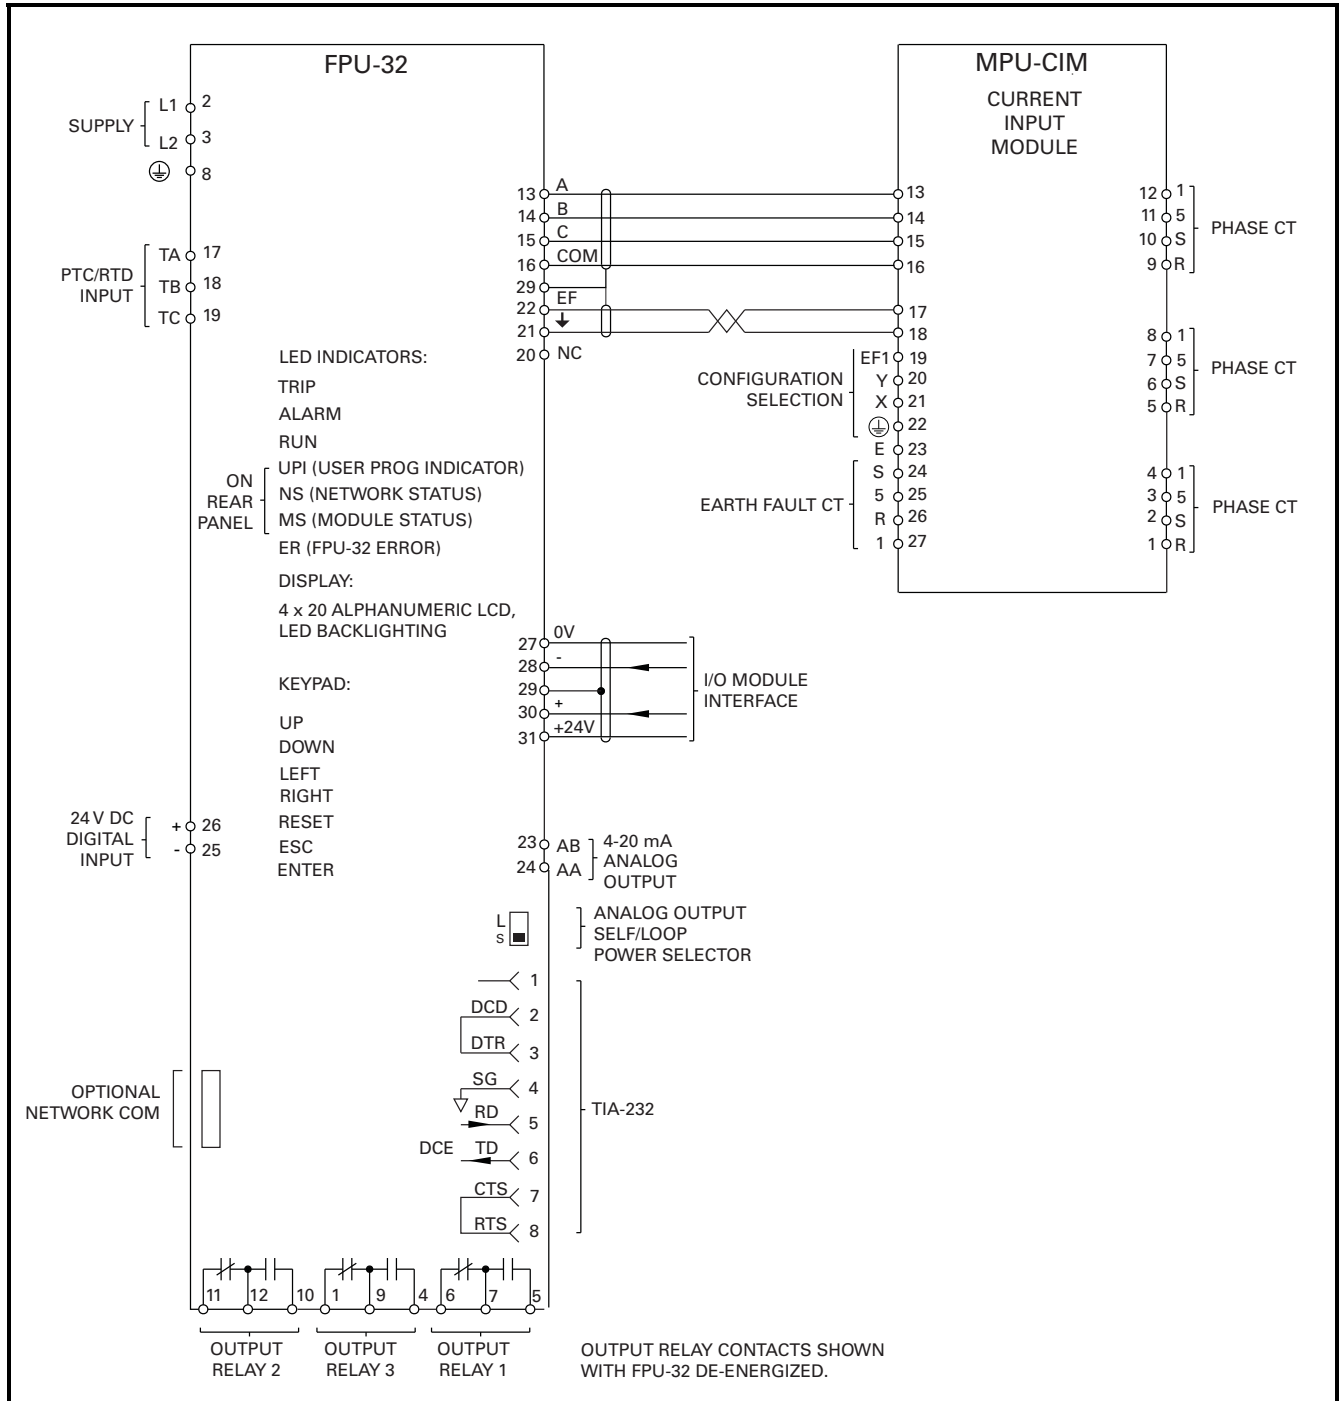 FPU-32
MPU-CIM
CURRENT
INPUT
MODULE
SUPPLY
L1 2
L2 3
8
PTC/RTD
INPUT
TA 17
TB 18
TC 19
13 A
14 B
15 C
16 COM
29
22 EF
21
20 NC
13
14
15
16
17
18
CONFIGURATION
SELECTION
EF1 19
Y 20
X 21
22
E 23
EARTH FAULT CT
S 24
5 25
R 26
1 27
12 1
11 5
10 S
9 R
PHASE CT
8 1
7 5
6 S
5 R
PHASE CT
4 1
3 5
2 S
1 R
PHASE CT
LED INDICATORS:
TRIP
ALARM
RUN
ON
REAR
PANEL
UPI (USER PROG INDICATOR)
NS (NETWORK STATUS)
MS (MODULE STATUS)
ER (FPU-32 ERROR)
DISPLAY:
4 x 20 ALPHANUMERIC LCD,
LED BACKLIGHTING
KEYPAD:
UP
DOWN
LEFT
RIGHT
RESET
ESC
ENTER
27 0V
28 -
29
30 +
31 +24V
I/O MODULE
INTERFACE
24 V DC
DIGITAL
INPUT
+ 26
- 25
23 AB
24 AA
4-20 mA
ANALOG
OUTPUT
L
S
ANALOG OUTPUT
SELF/LOOP
POWER SELECTOR
1
DCD 2
DTR 3
SG 4
RD 5
DCE TD 6
CTS 7
RTS 8
TIA-232
OPTIONAL
NETWORK COM
11 12 10 1 9 4 6 7 5
OUTPUT
RELAY 2
OUTPUT
RELAY 3
OUTPUT
RELAY 1
OUTPUT RELAY CONTACTS SHOWN
WITH FPU-32 DE-ENERGIZED.